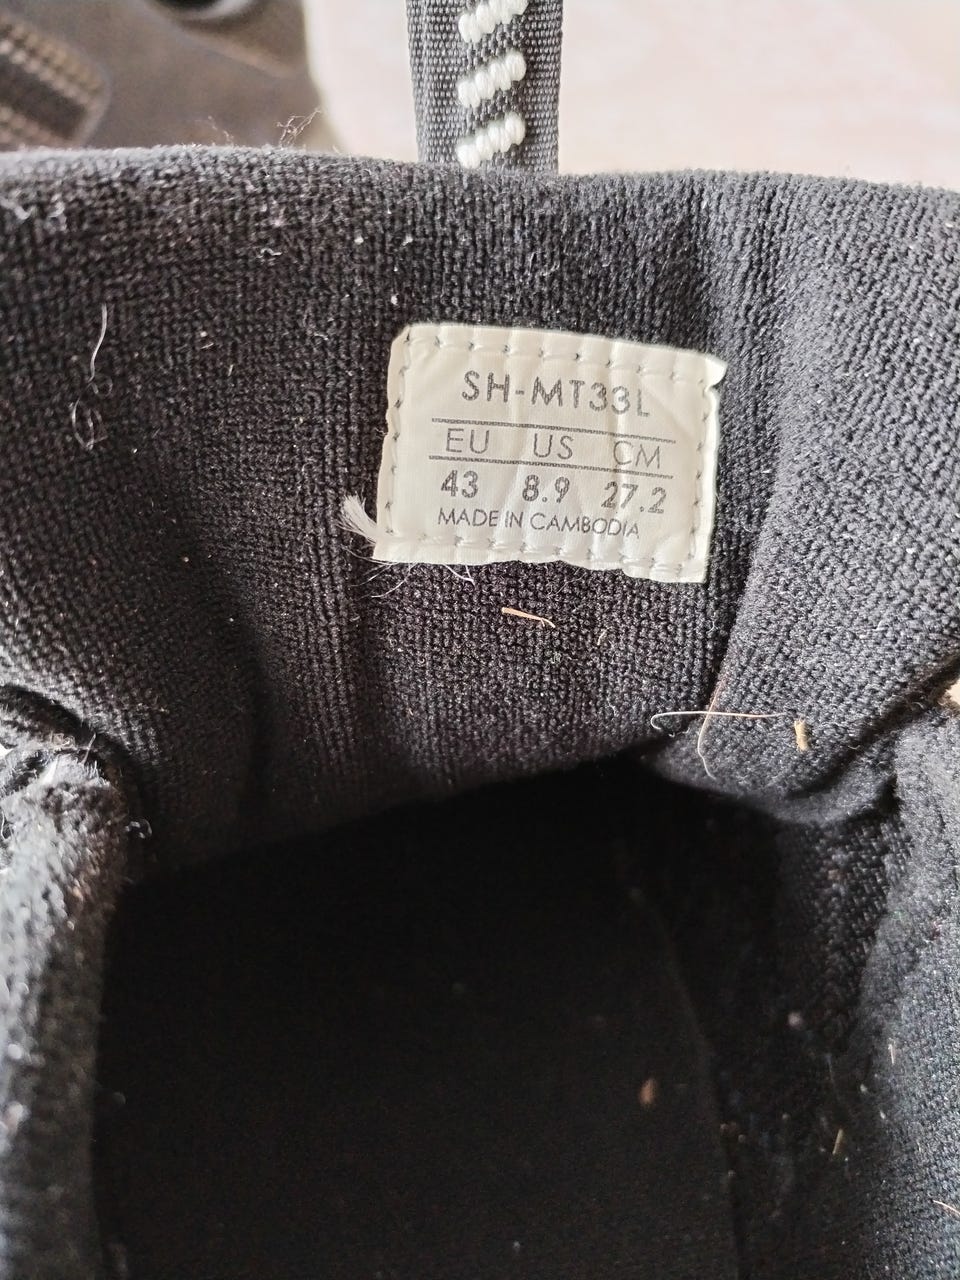 SH-MT33L
EU US CM
43 8.9 27.2
MADE IN CAMBODIA